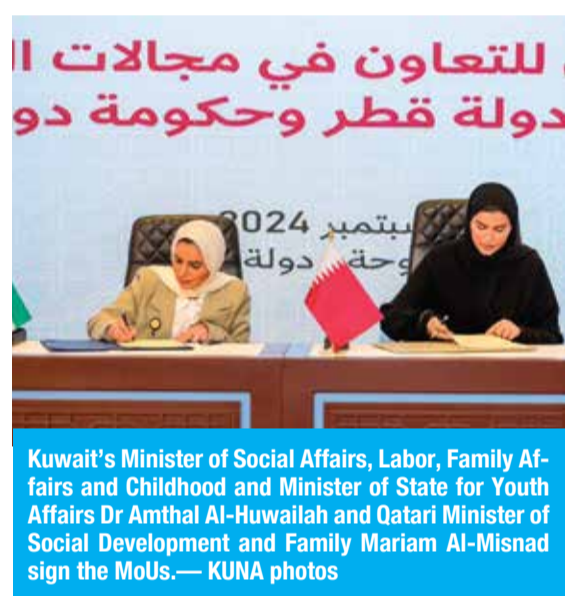 للتعاون في مجالات
دولة قطر وحكومة دو
2024
دولة
Kuwait's Minister of Social Affairs, Labor, Family Af-
fairs and Childhood and Minister of State for Youth
Affairs Dr Amthal Al-Huwailah and Qatari Minister of
Social Development and Family Mariam Al-Misnad
sign the MoUs.— KUNA photos